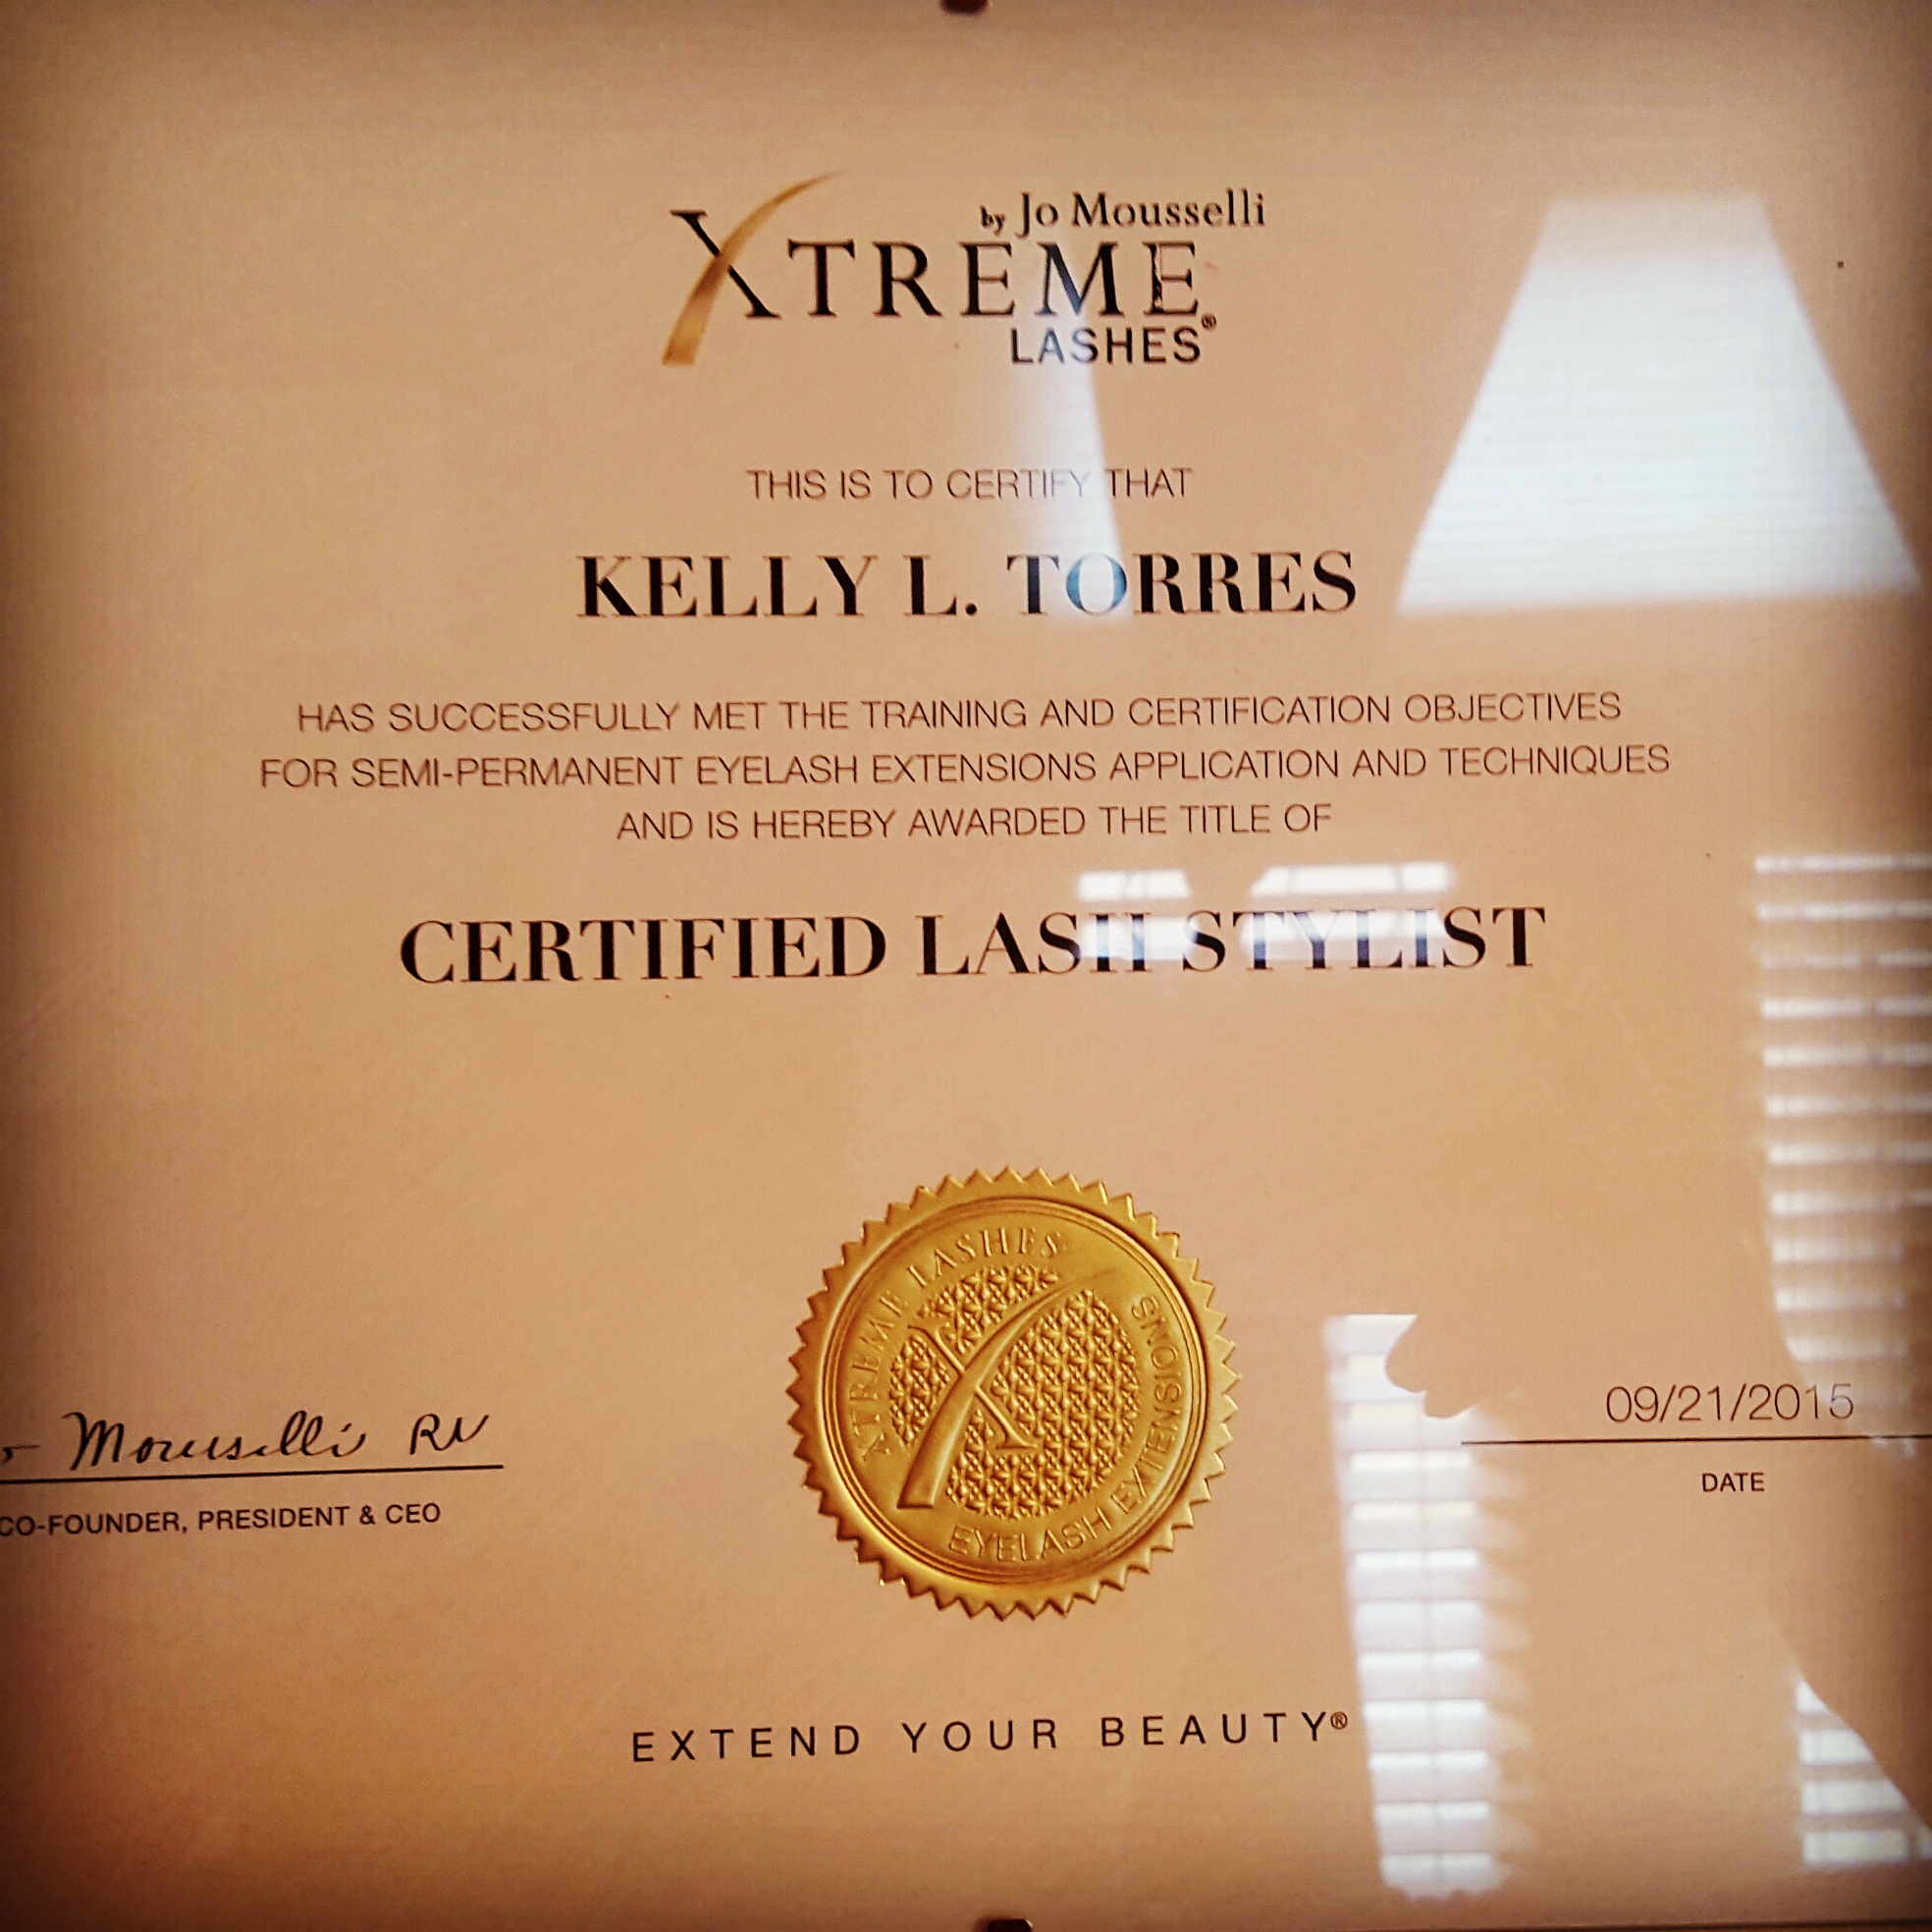 by Jo Mousselli
XTREME
LASHES®
THIS IS TO CERTIFY THAT
KELLY L. TORRES
HAS SUCCESSFULLY MET THE TRAINING AND CERTIFICATION OBJECTIVES
FOR SEMI-PERMANENT EYELASH EXTENSIONS APPLICATION AND TECHNIQUES
AND IS HEREBY AWARDED THE TITLE OF
CERTIFIED LASH STYLIST
XTREME LASHES
EYELASH EXTENSIONS
Mousselli RN
CO-FOUNDER, PRESIDENT & CEO
09/21/2015
DATE
EXTEND YOUR BEAUTY®